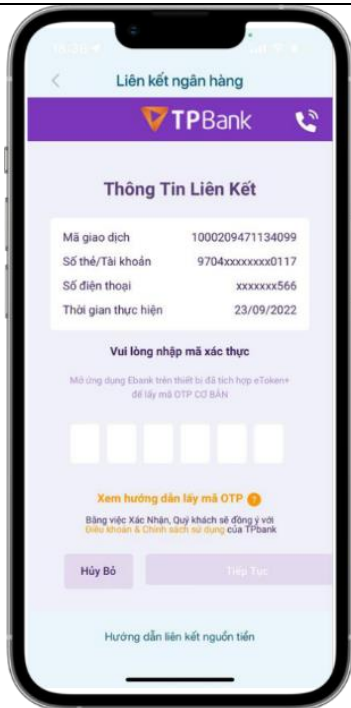 Liên kết ngân hàng
TPBank
Thông Tin Liên Kết
Mã giao dịch 1000209471134099
Số thẻ/Tài khoản 9704xxxxxxxx0117
Số điện thoại xxxxxxx566
Thời gian thực hiện 23/09/2022
Vui lòng nhập mã xác thực
Mở ứng dụng Ebank trên thiết bị đã tích hợp eToken+
để lấy mã OTP CƠ BẢN
Xem hướng dẫn lấy mã OTP ?
Bằng việc Xác Nhận, Quý khách sẽ đồng ý với
Điều khoản & Chính sách sử dụng của TPbank
Hủy Bỏ Tiếp Tục
Hướng dẫn liên kết nguồn tiền